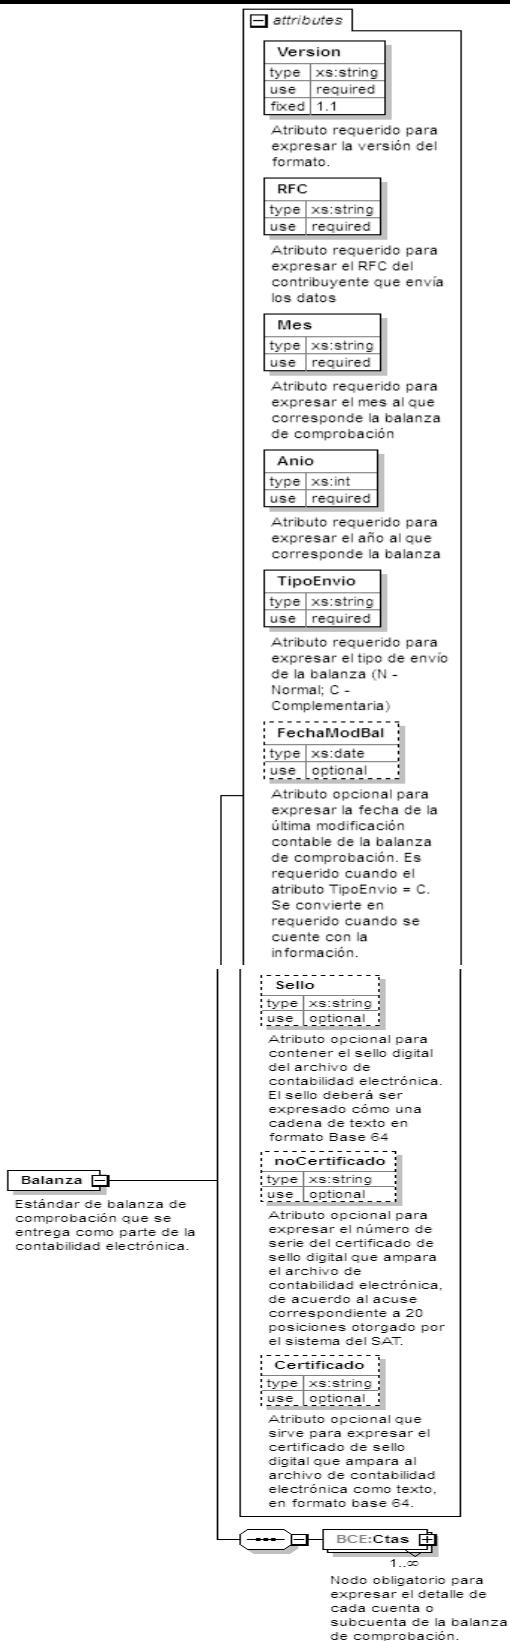 attributes
Version
type xs:string
use required
fixed 1.1
Atributo requerido para
expresar la versión del
formato.
RFC
type xs:string
use required
Atributo requerido para
expresar el RFC del
contribuyente que envía
los datos
Mes
type xs:string
use required
Atributo requerido para
expresar el mes al que
corresponde la balanza
de comprobación
Anio
type xs:int
use required
Atributo requerido para
expresar el año al que
corresponde la balanza
TipoEnvio
type xs:string
use required
Atributo requerido para
expresar el tipo de envío
de la balanza (N -
Normal; C -
Complementaria)
FechaModBal
type xs:date
use optional
Atributo opcional para
expresar la fecha de la
última modificación
contable de la balanza
de comprobación. Es
requerido cuando el
atributo TipoEnvio = C.
Se convierte en
requerido cuando se
cuente con la
información.
Sello
type xs:string
use optional
Atributo opcional para
contener el sello digital
del archivo de
contabilidad electrónica.
El sello deberá ser
expresado cómo una
cadena de texto en
formato Base 64
noCertificado
type xs:string
use optional
Atributo opcional para
expresar el número de
serie del certificado de
sello digital que ampara
el archivo de
contabilidad electrónica,
de acuerdo al acuse
correspondiente a 20
posiciones otorgado por
el sistema del SAT.
Certificado
type xs:string
use optional
Atributo opcional que
sirve para expresar el
certificado de sello
digital que ampara al
archivo de contabilidad
electrónica como texto,
en formato base 64.
Balanza
Estándar de balanza de
comprobación que se
entrega como parte de la
contabilidad electrónica.
BCE:Ctas
1..∞
Nodo obligatorio para
expresar el detalle de
cada cuenta o
subcuenta de la balanza
de comprobación.